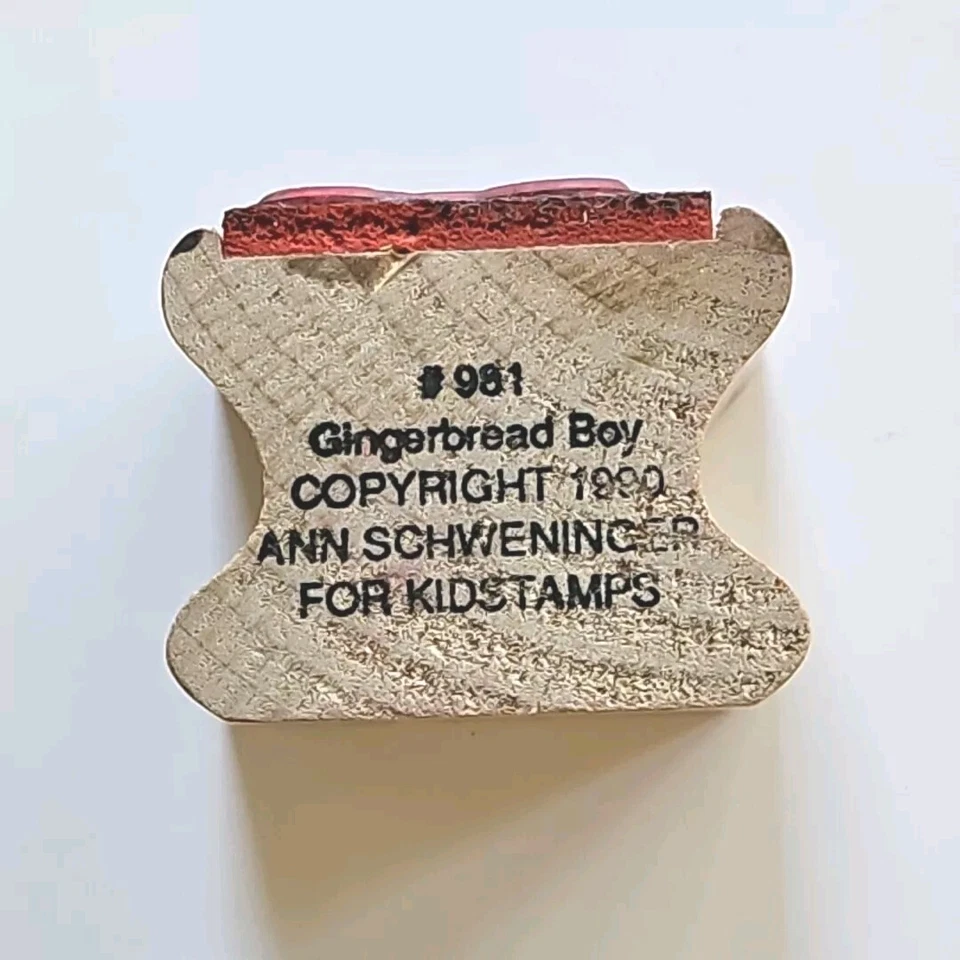 #981
Gingerbread Boy
COPYRIGHT 1990
ANN SCHWENINGER
FOR KIDSTAMPS